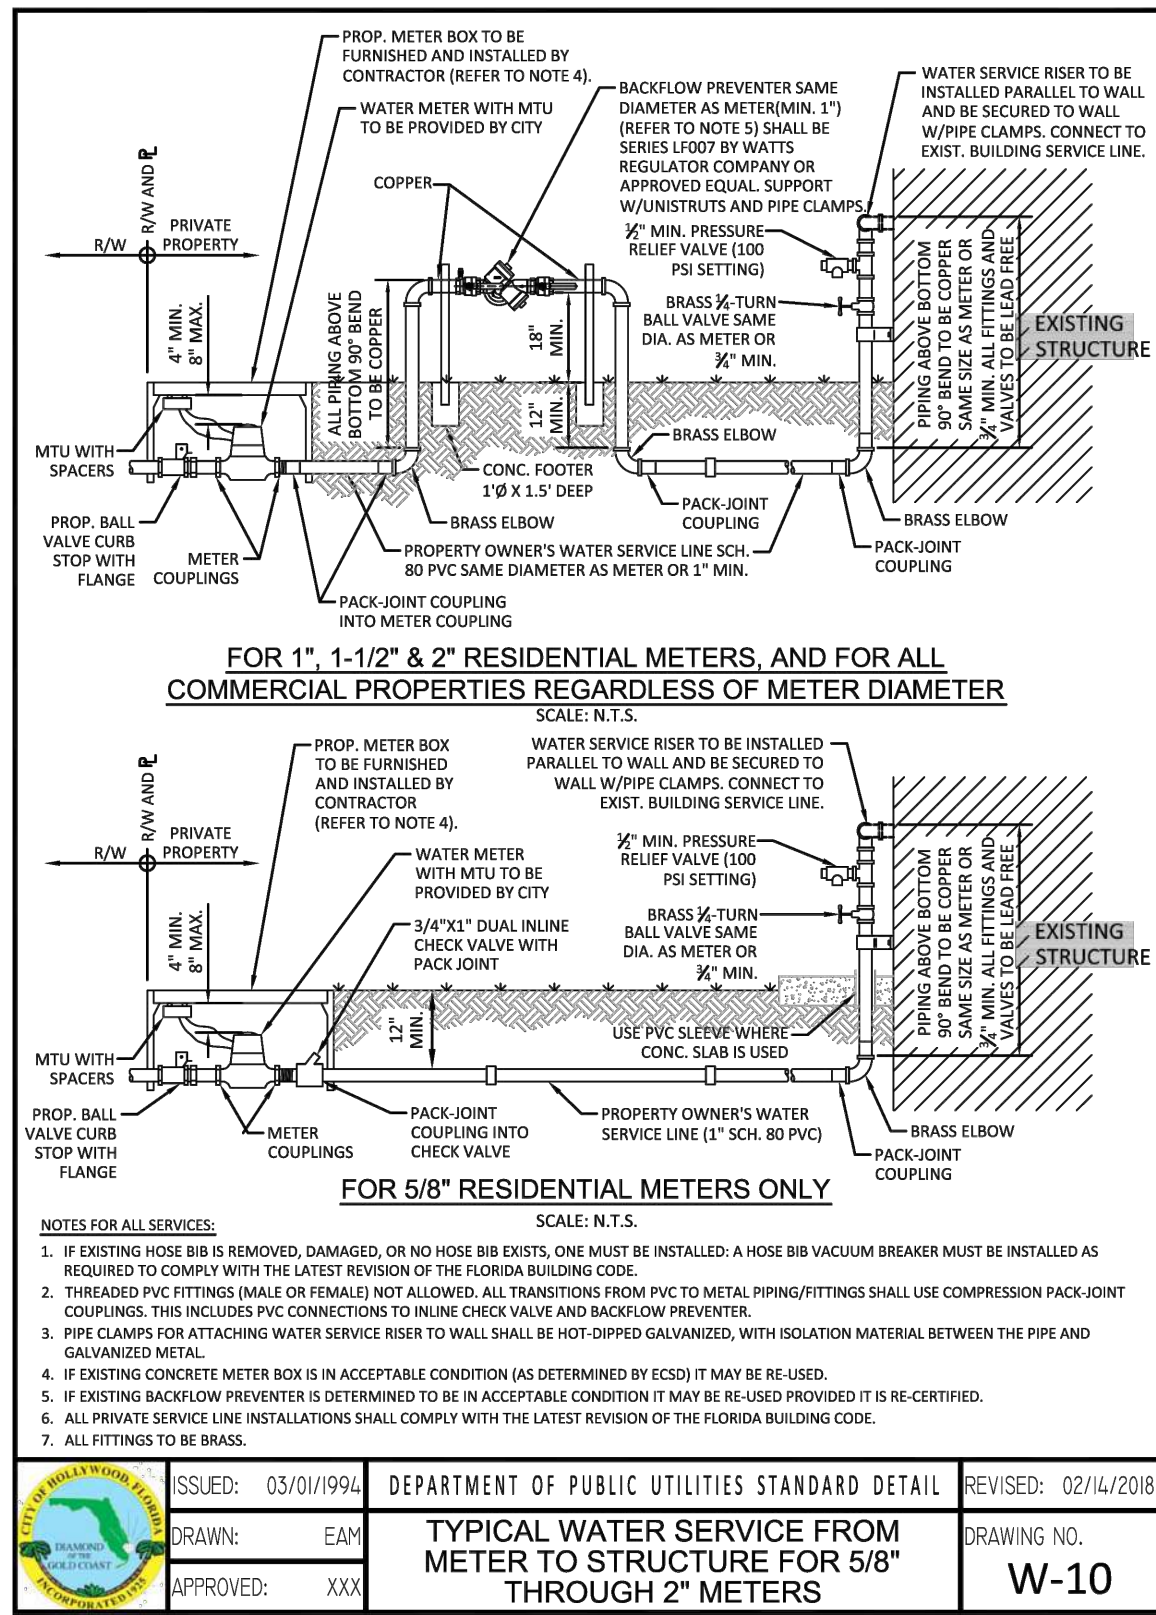 PROP. METER BOX TO BE
FURNISHED AND INSTALLED BY
CONTRACTOR (REFER TO NOTE 4).
WATER METER WITH MTU
TO BE PROVIDED BY CITY
COPPER
BACKFLOW PREVENTER SAME
DIAMETER AS METER(MIN. 1")
(REFER TO NOTE 5) SHALL BE
SERIES LF007 BY WATTS
REGULATOR COMPANY OR
APPROVED EQUAL. SUPPORT
W/UNISTRUTS AND PIPE CLAMPS.
WATER SERVICE RISER TO BE
INSTALLED PARALLEL TO WALL
AND BE SECURED TO WALL
W/PIPE CLAMPS. CONNECT TO
EXIST. BUILDING SERVICE LINE.
R/W AND PL
R/W
PRIVATE
PROPERTY
4" MIN.
8" MAX.
½" MIN. PRESSURE
RELIEF VALVE (100
PSI SETTING)
BRASS ¼-TURN
BALL VALVE SAME
DIA. AS METER OR
¾" MIN.
ALL PIPING ABOVE
BOTTOM 90° BEND
TO BE COPPER
18"
MIN.
12"
MIN.
PIPING ABOVE BOTTOM
90° BEND TO BE COPPER
SAME SIZE AS METER OR
¾" MIN. ALL FITTINGS AND
VALVES TO BE LEAD FREE
EXISTING
STRUCTURE
MTU WITH
SPACERS
PROP. BALL
VALVE CURB
STOP WITH
FLANGE
METER
COUPLINGS
CONC. FOOTER
1'Ø X 1.5' DEEP
BRASS ELBOW
BRASS ELBOW
PACK-JOINT
COUPLING
BRASS ELBOW
PACK-JOINT
COUPLING
PROPERTY OWNER'S WATER SERVICE LINE SCH.
80 PVC SAME DIAMETER AS METER OR 1" MIN.
PACK-JOINT COUPLING
INTO METER COUPLING
FOR 1", 1-1/2" & 2" RESIDENTIAL METERS, AND FOR ALL
COMMERCIAL PROPERTIES REGARDLESS OF METER DIAMETER
SCALE: N.T.S.
PROP. METER BOX
TO BE FURNISHED
AND INSTALLED BY
CONTRACTOR
(REFER TO NOTE 4).
WATER SERVICE RISER TO BE INSTALLED
PARALLEL TO WALL AND BE SECURED TO
WALL W/PIPE CLAMPS. CONNECT TO
EXIST. BUILDING SERVICE LINE.
R/W AND PL
R/W
PRIVATE
PROPERTY
4" MIN.
8" MAX.
WATER METER
WITH MTU TO BE
PROVIDED BY CITY
3/4"X1" DUAL INLINE
CHECK VALVE WITH
PACK JOINT
½" MIN. PRESSURE
RELIEF VALVE (100
PSI SETTING)
BRASS ¼-TURN
BALL VALVE SAME
DIA. AS METER OR
¾" MIN.
PIPING ABOVE BOTTOM
90° BEND TO BE COPPER
SAME SIZE AS METER OR
¾" MIN. ALL FITTINGS AND
VALVES TO BE LEAD FREE
EXISTING
STRUCTURE
12"
MIN.
USE PVC SLEEVE WHERE
CONC. SLAB IS USED
MTU WITH
SPACERS
PROP. BALL
VALVE CURB
STOP WITH
FLANGE
METER
COUPLINGS
PACK-JOINT
COUPLING INTO
CHECK VALVE
PROPERTY OWNER'S WATER
SERVICE LINE (1" SCH. 80 PVC)
BRASS ELBOW
PACK-JOINT
COUPLING
FOR 5/8" RESIDENTIAL METERS ONLY
SCALE: N.T.S.
NOTES FOR ALL SERVICES:
1. IF EXISTING HOSE BIB IS REMOVED, DAMAGED, OR NO HOSE BIB EXISTS, ONE MUST BE INSTALLED: A HOSE BIB VACUUM BREAKER MUST BE INSTALLED AS
REQUIRED TO COMPLY WITH THE LATEST REVISION OF THE FLORIDA BUILDING CODE.
2. THREADED PVC FITTINGS (MALE OR FEMALE) NOT ALLOWED. ALL TRANSITIONS FROM PVC TO METAL PIPING/FITTINGS SHALL USE COMPRESSION PACK-JOINT
COUPLINGS. THIS INCLUDES PVC CONNECTIONS TO INLINE CHECK VALVE AND BACKFLOW PREVENTER.
3. PIPE CLAMPS FOR ATTACHING WATER SERVICE RISER TO WALL SHALL BE HOT-DIPPED GALVANIZED, WITH ISOLATION MATERIAL BETWEEN THE PIPE AND
GALVANIZED METAL.
4. IF EXISTING CONCRETE METER BOX IS IN ACCEPTABLE CONDITION (AS DETERMINED BY ECSD) IT MAY BE RE-USED.
5. IF EXISTING BACKFLOW PREVENTER IS DETERMINED TO BE IN ACCEPTABLE CONDITION IT MAY BE RE-USED PROVIDED IT IS RE-CERTIFIED.
6. ALL PRIVATE SERVICE LINE INSTALLATIONS SHALL COMPLY WITH THE LATEST REVISION OF THE FLORIDA BUILDING CODE.
7. ALL FITTINGS TO BE BRASS.
CITY OF HOLLYWOOD, FLORIDA
DIAMOND
OF THE
GOLD COAST
INCORPORATED 1925
ISSUED: 03/01/1994
DRAWN: EAM
APPROVED: XXX
DEPARTMENT OF PUBLIC UTILITIES STANDARD DETAIL
TYPICAL WATER SERVICE FROM
METER TO STRUCTURE FOR 5/8"
THROUGH 2" METERS
REVISED: 02/14/2018
DRAWING NO.
W-10